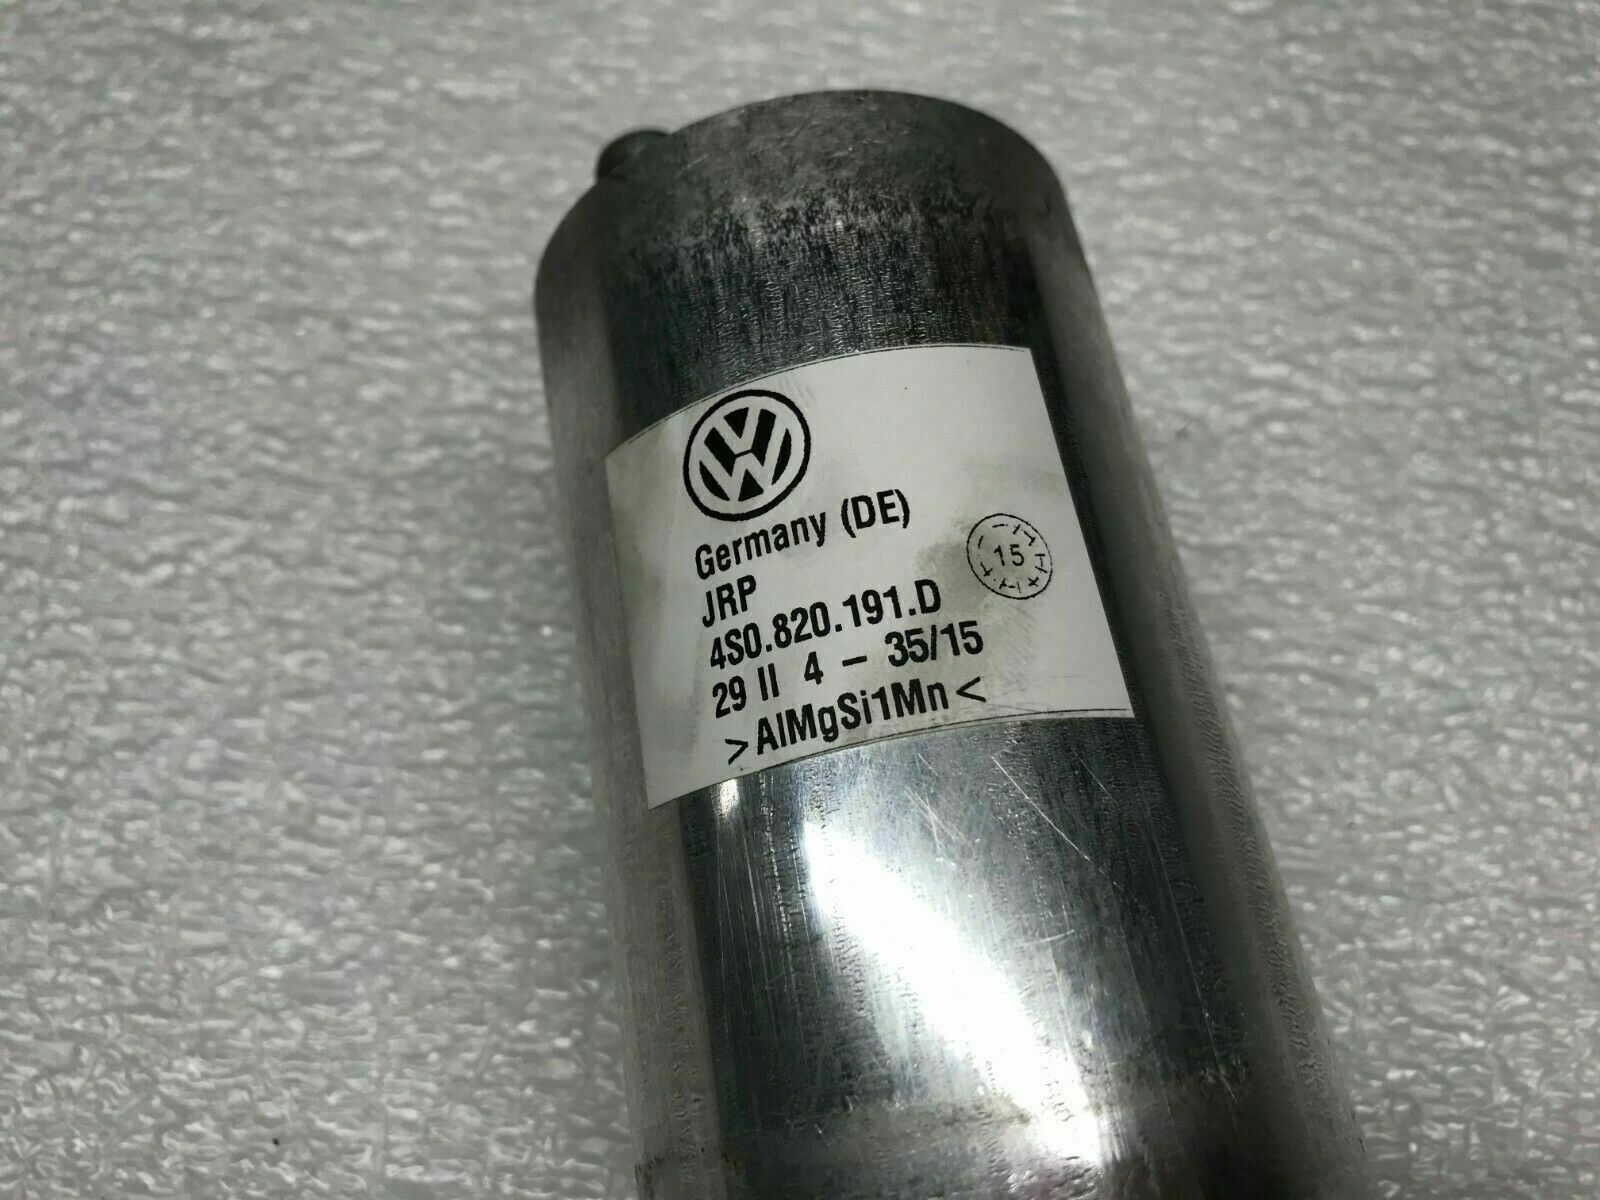 Germany (DE)
JRP
15
4S0.820.191.D
29 II 4 – 35/15
>AlMgSi1Mn<